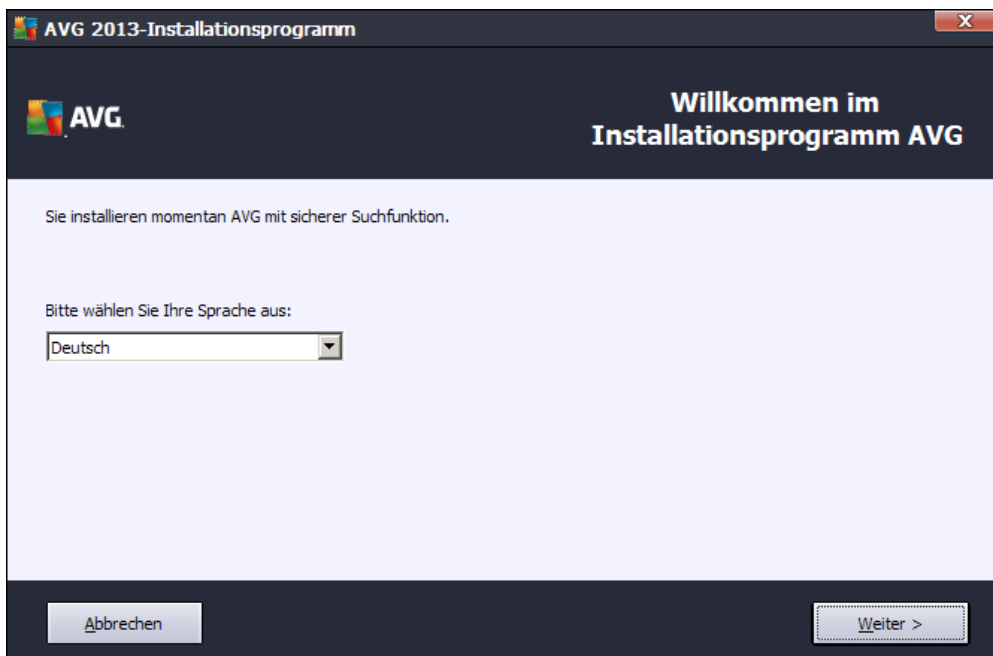 AVG 2013-Installationsprogramm
X
AVG.
Willkommen im
Installationsprogramm AVG
Sie installieren momentan AVG mit sicherer Suchfunktion.
Bitte wählen Sie Ihre Sprache aus:
Deutsch
Abbrechen
Weiter >